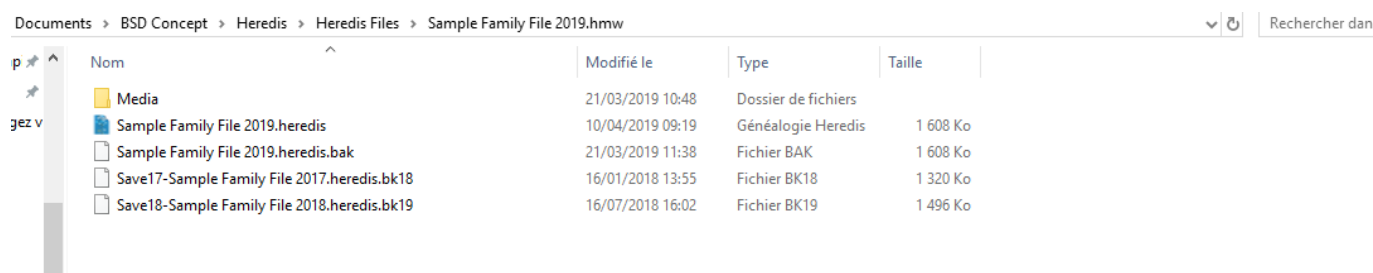 Documents > BSD Concept > Heredis > Heredis Files > Sample Family File 2019.hmw Rechercher dan
Nom Modifié le Type Taille
Media 21/03/2019 10:48 Dossier de fichiers
Sample Family File 2019.heredis 10/04/2019 09:19 Généalogie Heredis 1 608 Ko
Sample Family File 2019.heredis.bak 21/03/2019 11:38 Fichier BAK 1 608 Ko
Save17-Sample Family File 2017.heredis.bk18 16/01/2018 13:55 Fichier BK18 1 320 Ko
Save18-Sample Family File 2018.heredis.bk19 16/07/2018 16:02 Fichier BK19 1 496 Ko